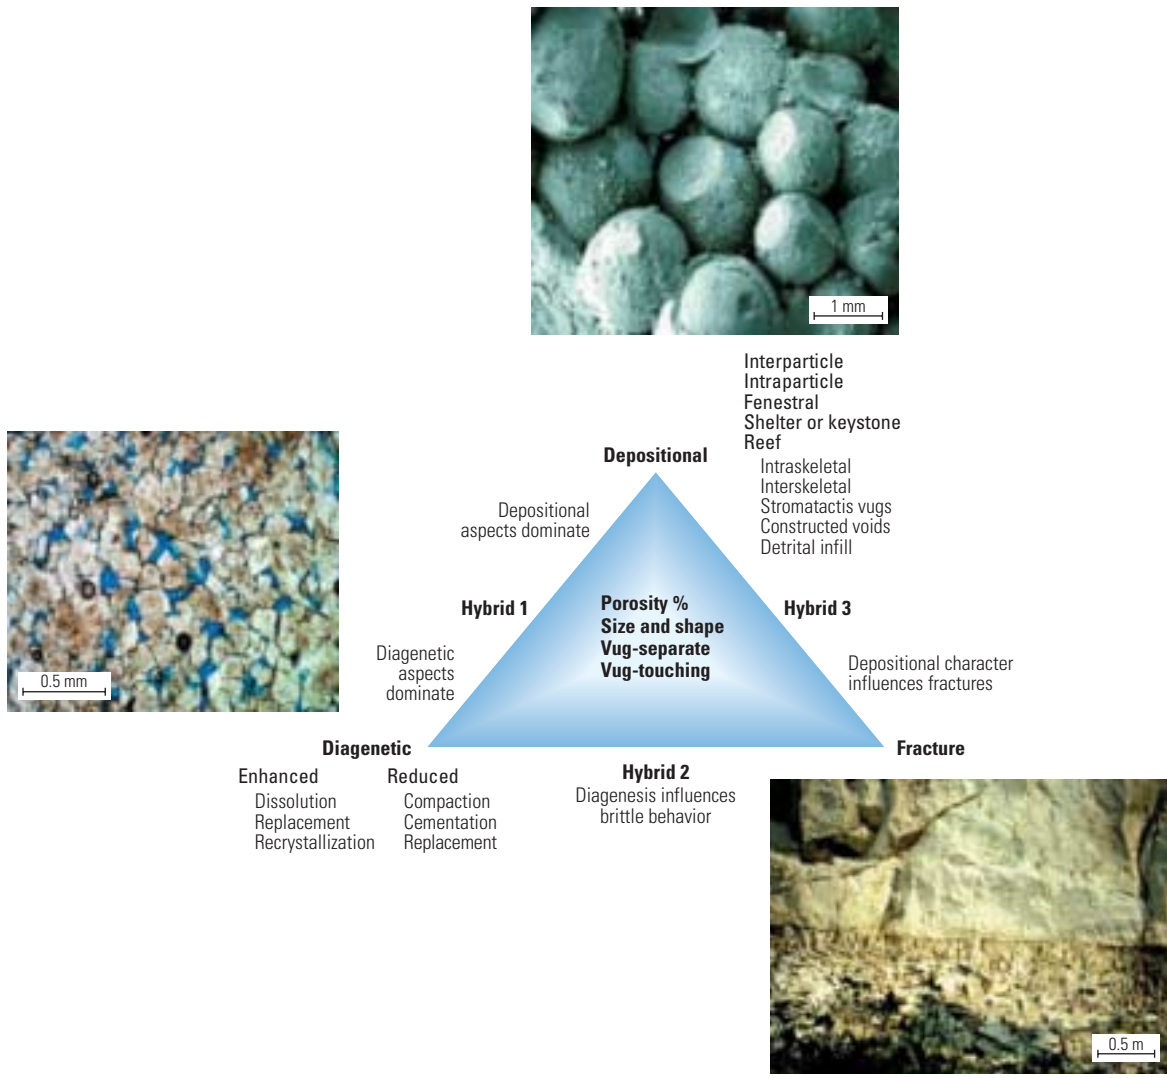 1 mm
Interparticle
Intraparticle
Fenestral
Shelter or keystone
Reef
Intraskeletal
Interskeletal
Stromatactis vugs
Constructed voids
Detrital infill
Depositional
Depositional
aspects dominate
Hybrid 1
Diagenetic
aspects
dominate
0.5 mm
Porosity %
Size and shape
Vug-separate
Vug-touching
Hybrid 3
Depositional character
influences fractures
Diagenetic
Enhanced
Dissolution
Replacement
Recrystallization
Reduced
Compaction
Cementation
Replacement
Hybrid 2
Diagenesis influences
brittle behavior
Fracture
0.5 m